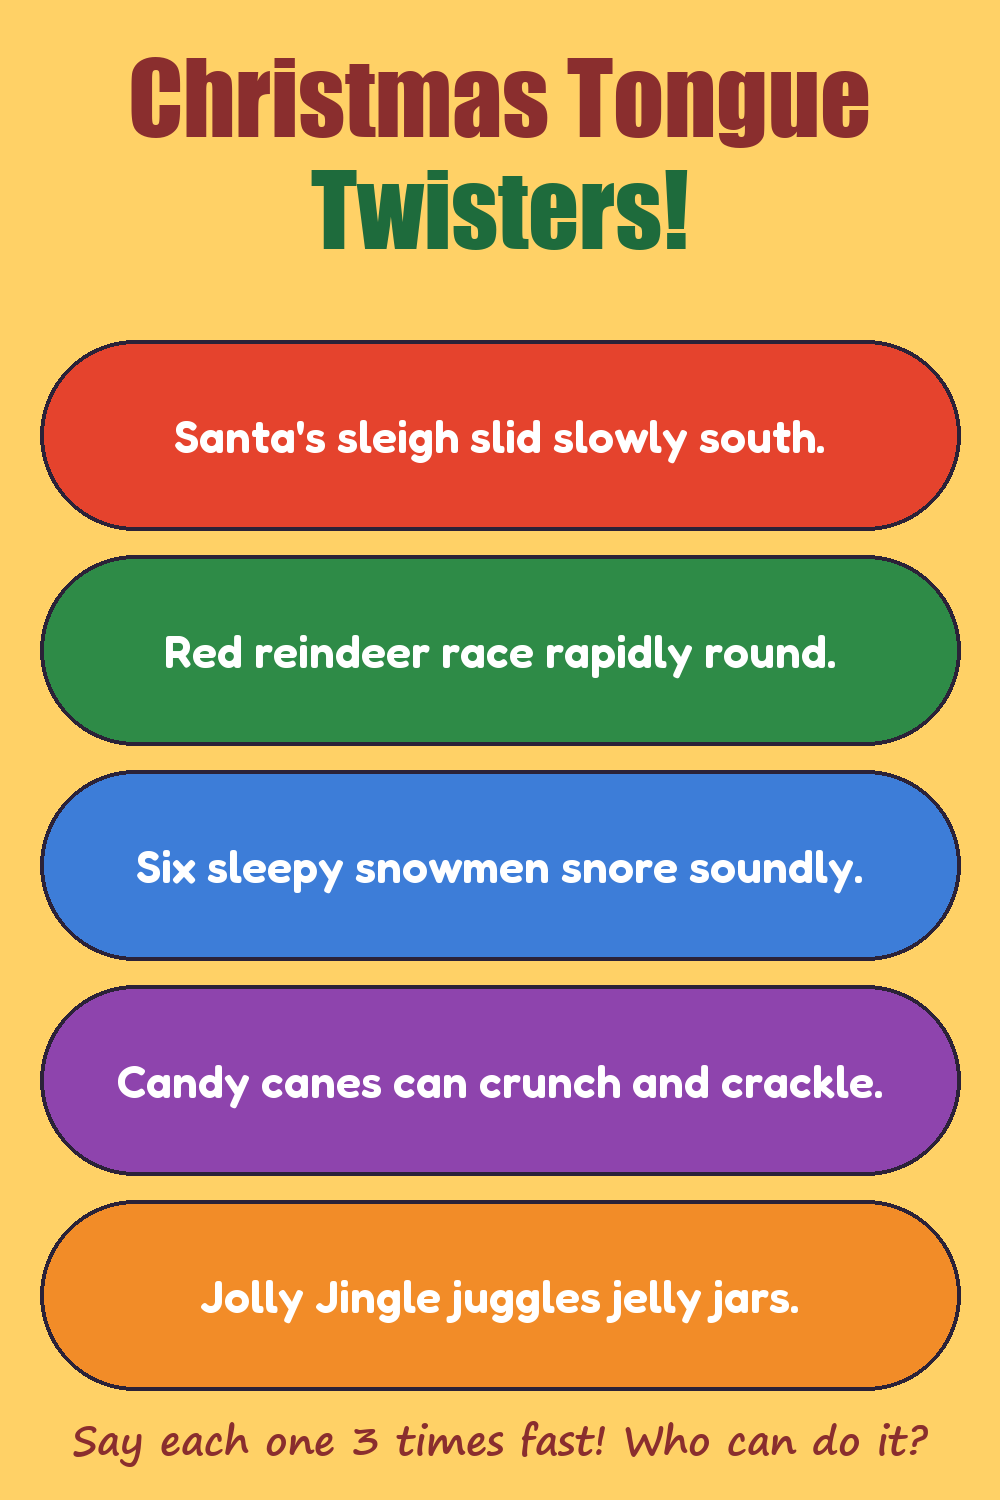 Christmas Tongue
Twisters!
Santa's sleigh slid slowly south.
Red reindeer race rapidly round.
Six sleepy snowmen snore soundly.
Candy canes can crunch and crackle.
Jolly Jingle juggles jelly jars.
Say each one 3 times fast! Who can do it?